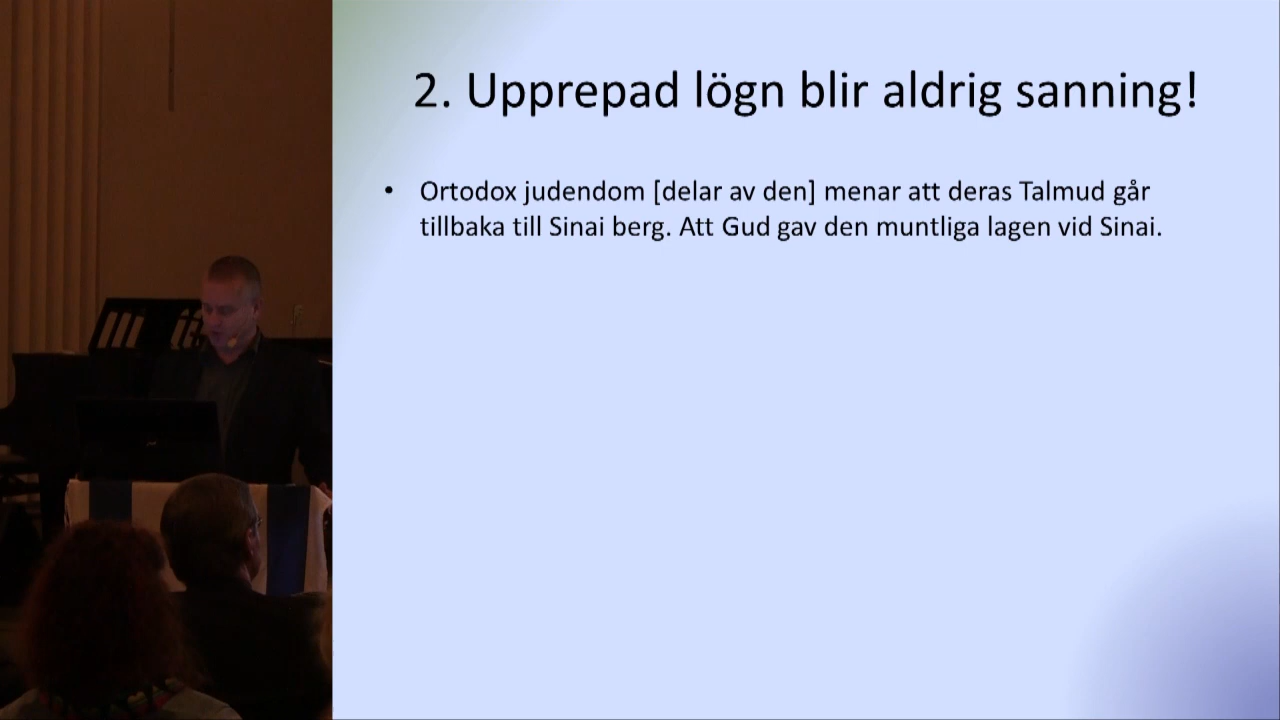 2. Upprepad lögn blir aldrig sanning!
• Ortodox judendom [delar av den] menar att deras Talmud går
tillbaka till Sinai berg. Att Gud gav den muntliga lagen vid Sinai.